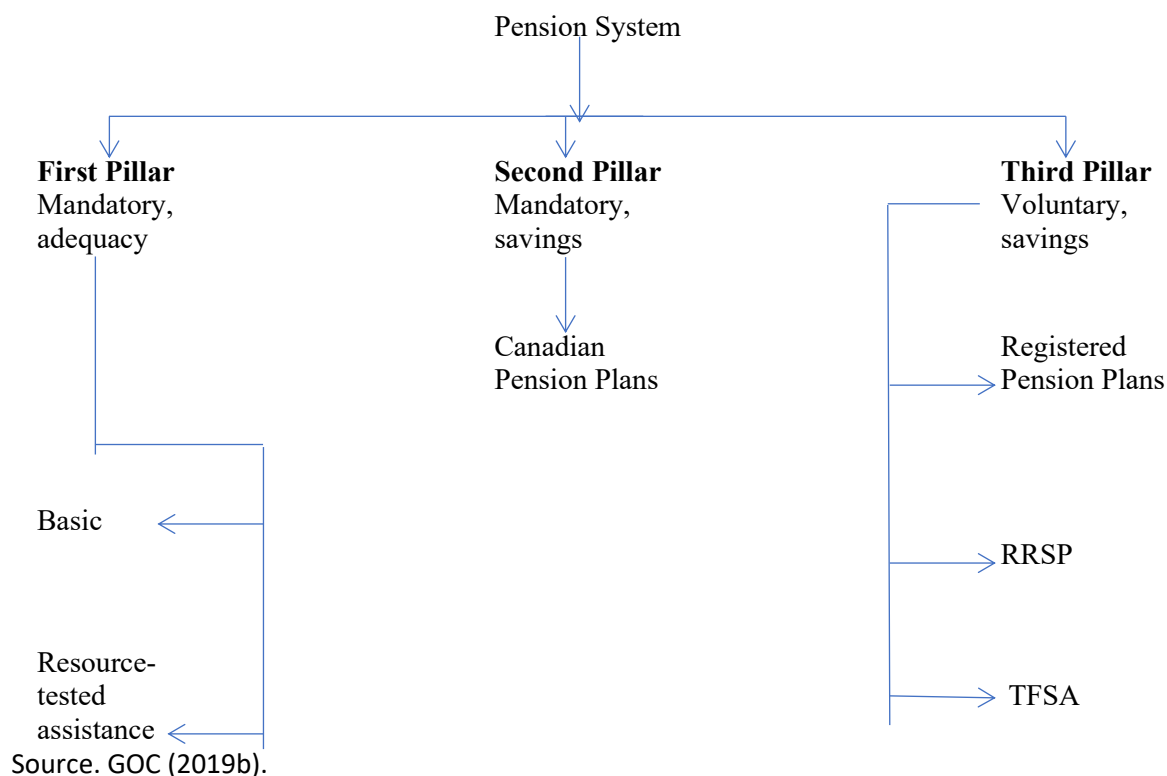 Pension System
First Pillar
Mandatory,
adequacy
Second Pillar
Mandatory,
savings
Third Pillar
Voluntary,
savings
Canadian
Pension Plans
Registered
Pension Plans
Basic
RRSP
Resource-
tested
assistance
TFSA
Source. GOC (2019b).